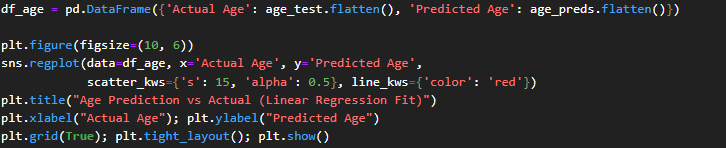 df_age = pd.DataFrame({'Actual Age': age_test.flatten(), 'Predicted Age': age_preds.flatten()})
plt.figure(figsize=(10, 6))
sns.regplot(data=df_age, x='Actual Age', y='Predicted Age',
scatter_kws={'s': 15, 'alpha': 0.5}, line_kws={'color': 'red'})
plt.title("Age Prediction vs Actual (Linear Regression Fit)")
plt.xlabel("Actual Age"); plt.ylabel("Predicted Age")
plt.grid(True); plt.tight_layout(); plt.show()